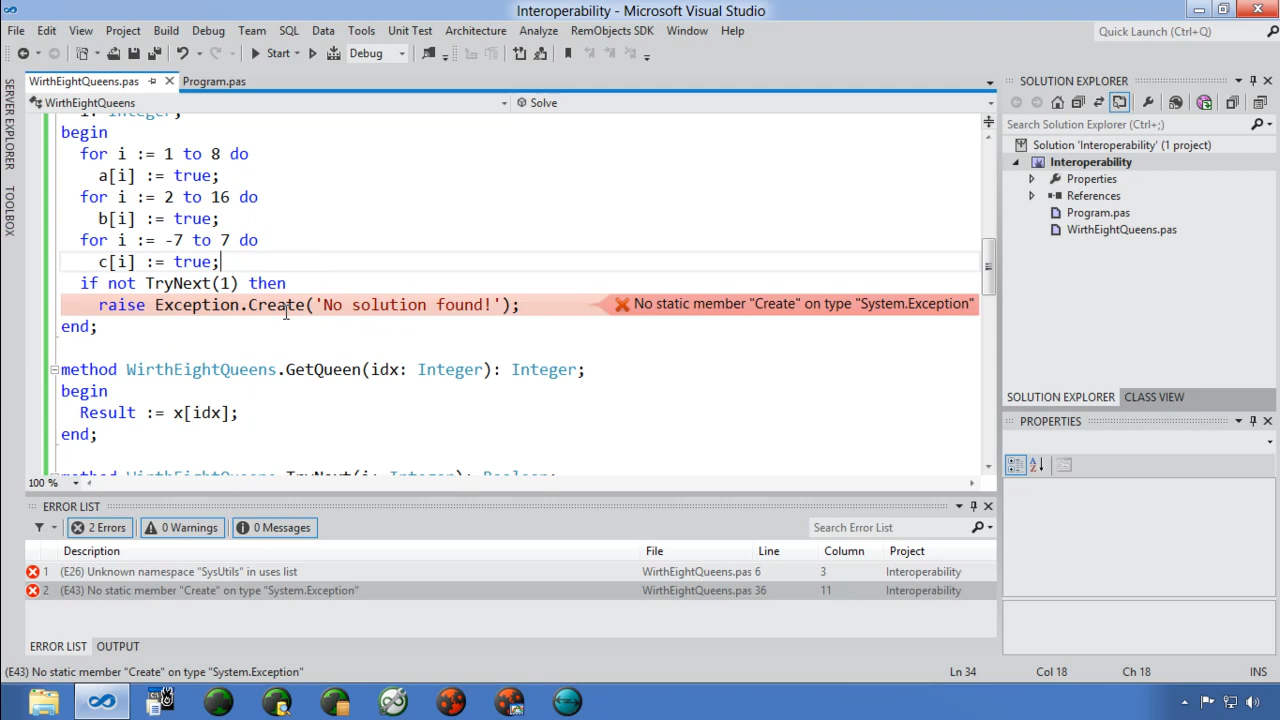 Interoperability - Microsoft Visual Studio
File Edit View Project Build Debug Team SQL Data Tools Unit Test Architecture Analyze RemObjects SDK Window Help
Quick Launch (Ctrl+;)
Start Debug
SERVER EXPLORER
TOOLBOX
WirthEightQueens.pas Program.pas
WirthEightQueens Solve
i: Integer;
begin
for i := 1 to 8 do
a[i] := true;
for i := 2 to 16 do
b[i] := true;
for i := -7 to 7 do
c[i] := true;
if not TryNext(1) then
raise Exception.Create('No solution found!'); No static member "Create" on type "System.Exception"
end;
method WirthEightQueens.GetQueen(idx: Integer): Integer;
begin
Result := x[idx];
end;
method WirthEightQueens.TryNext(i: Integer): Boolean;
100 %
SOLUTION EXPLORER
Search Solution Explorer (Ctrl+;)
Solution 'Interoperability' (1 project)
Interoperability
Properties
References
Program.pas
WirthEightQueens.pas
SOLUTION EXPLORER CLASS VIEW
PROPERTIES
ERROR LIST
2 Errors 0 Warnings 0 Messages Search Error List
Description File Line Column Project
1 (E26) Unknown namespace "SysUtils" in uses list WirthEightQueens.pas 6 3 Interoperability
2 (E43) No static member "Create" on type "System.Exception" WirthEightQueens.pas 36 11 Interoperability
ERROR LIST OUTPUT
(E43) No static member "Create" on type "System.Exception" Ln 34 Col 18 Ch 18 INS